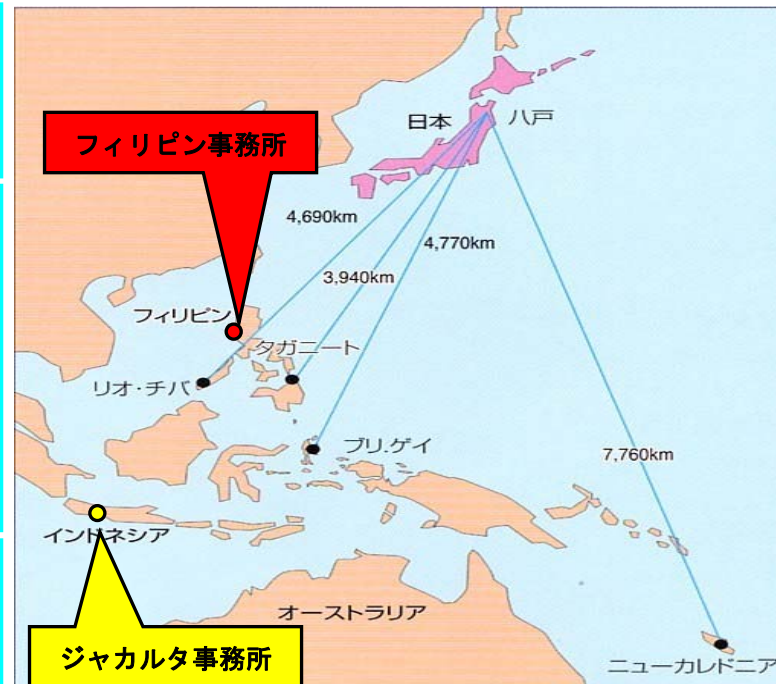 日本
八戸
フィリピン事務所
4,690km
4,770km
3,940km
フィリピン
タガニート
リオ・チバ
ブリ.ゲイ
7,760km
インドネシア
オーストラリア
ジャカルタ事務所
ニューカレドニア